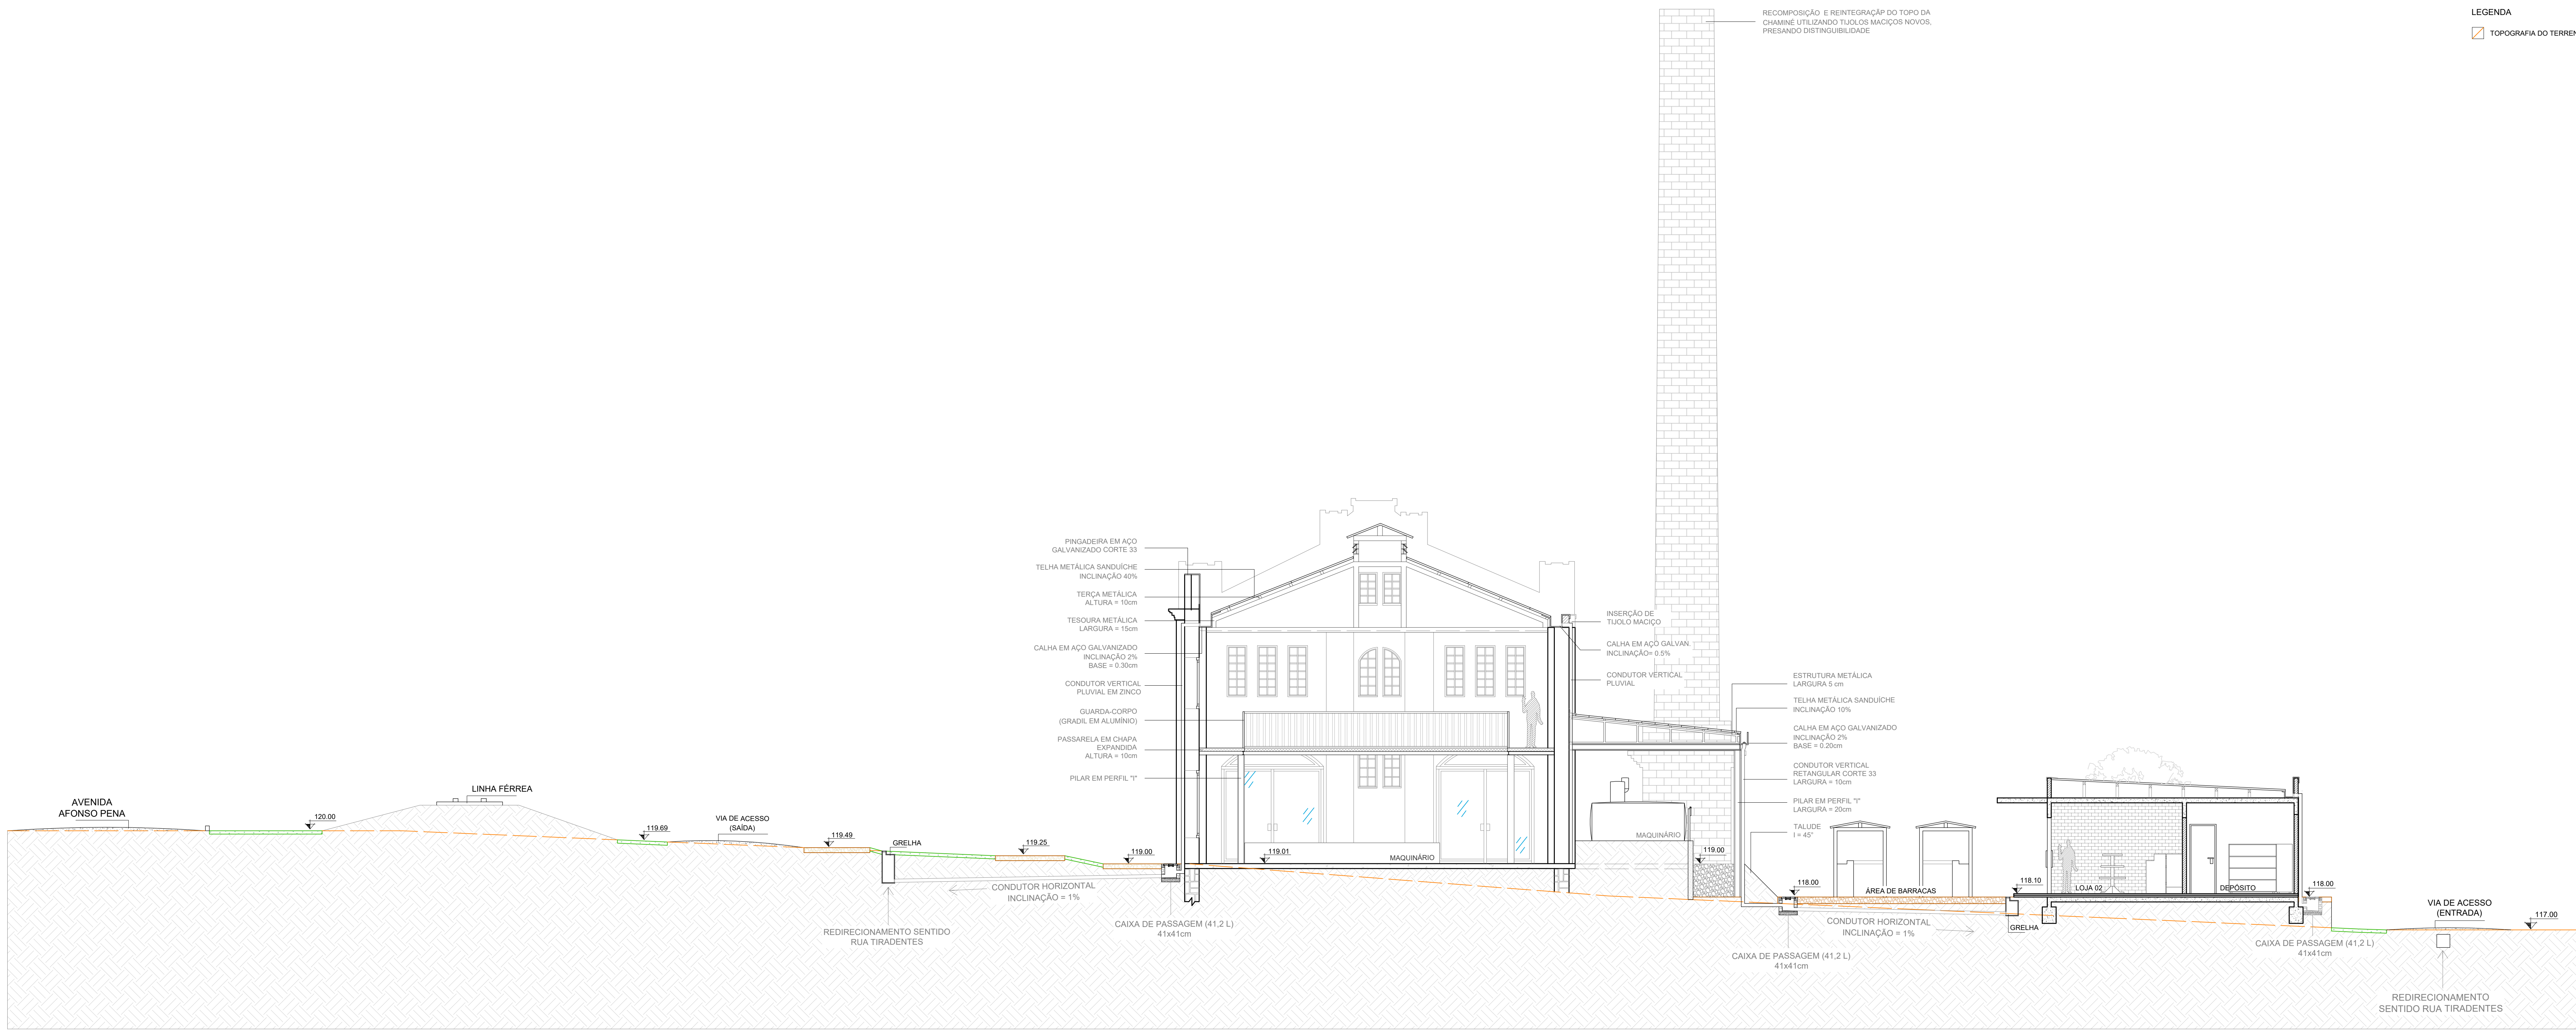 RECOMPOSIÇÃO E REINTEGRAÇÃP DO TOPO DA
CHAMINÉ UTILIZANDO TIJOLOS MACIÇOS NOVOS,
PRESANDO DISTINGUIBILIDADE
LEGENDA
TOPOGRAFIA DO TERREN
PINGADEIRA EM AÇO
GALVANIZADO CORTE 33
TELHA METÁLICA SANDUÍCHE
INCLINAÇÃO 40%
TERÇA METÁLICA
ALTURA = 10cm
TESOURA METÁLICA
LARGURA = 15cm
CALHA EM AÇO GALVANIZADO
INCLINAÇÃO 2%
BASE = 0.30cm
CONDUTOR VERTICAL
PLUVIAL EM ZINCO
GUARDA-CORPO
(GRADIL EM ALUMÍNIO)
PASSARELA EM CHAPA
EXPANDIDA
ALTURA = 10cm
PILAR EM PERFIL "I"
INSERÇÃO DE
TIJOLO MACIÇO
CALHA EM AÇO GALVAN.
INCLINAÇÃO= 0.5%
CONDUTOR VERTICAL
PLUVIAL
ESTRUTURA METÁLICA
LARGURA 5 cm
TELHA METÁLICA SANDUÍCHE
INCLINAÇÃO 10%
CALHA EM AÇO GALVANIZADO
INCLINAÇÃO 2%
BASE = 0.20cm
CONDUTOR VERTICAL
RETANGULAR CORTE 33
LARGURA = 10cm
PILAR EM PERFIL "I"
LARGURA = 20cm
TALUDE
I = 45°
AVENIDA
AFONSO PENA
LINHA FÉRREA
120.00
119.69
VIA DE ACESSO
(SAÍDA)
119.49
GRELHA
119.25
119.00
119.01
MAQUINÁRIO
MAQUINÁRIO
119.00
118.00
ÁREA DE BARRACAS
118.10
LOJA 02
DEPÓSITO
118.00
VIA DE ACESSO
(ENTRADA)
117.00
CONDUTOR HORIZONTAL
INCLINAÇÃO = 1%
REDIRECIONAMENTO SENTIDO
RUA TIRADENTES
CAIXA DE PASSAGEM (41,2 L)
41x41cm
CONDUTOR HORIZONTAL
INCLINAÇÃO = 1%
GRELHA
CAIXA DE PASSAGEM (41,2 L)
41x41cm
CAIXA DE PASSAGEM (41,2 L)
41x41cm
REDIRECIONAMENTO
SENTIDO RUA TIRADENTES